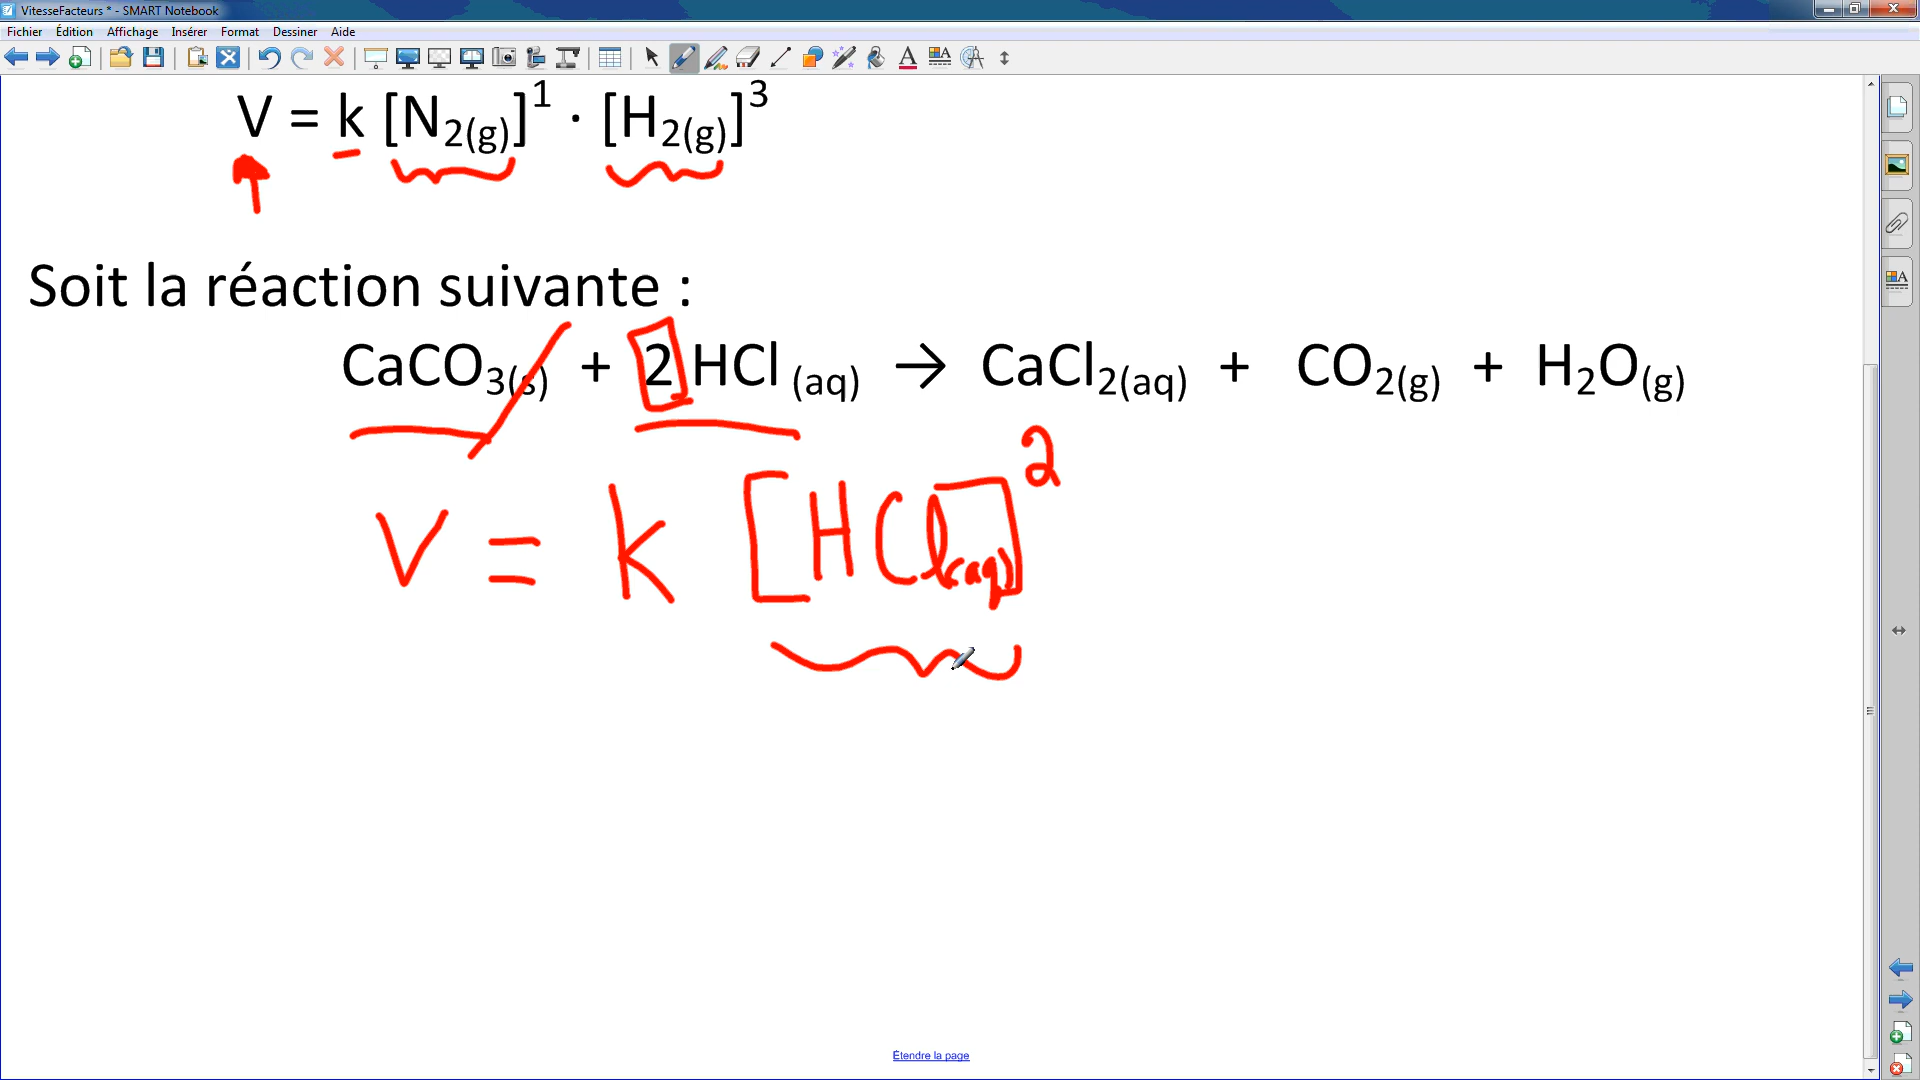 VitesseFacteurs * - SMART Notebook
Fichier Édition Affichage Insérer Format Dessiner Aide
V = k [N₂(g)]¹ · [H₂(g)]³
Soit la réaction suivante :
CaCO₃(s) + 2 HCl (aq) → CaCl₂(aq) + CO₂(g) + H₂O(g)
V = k [HCl(aq)]²
Étendre la page